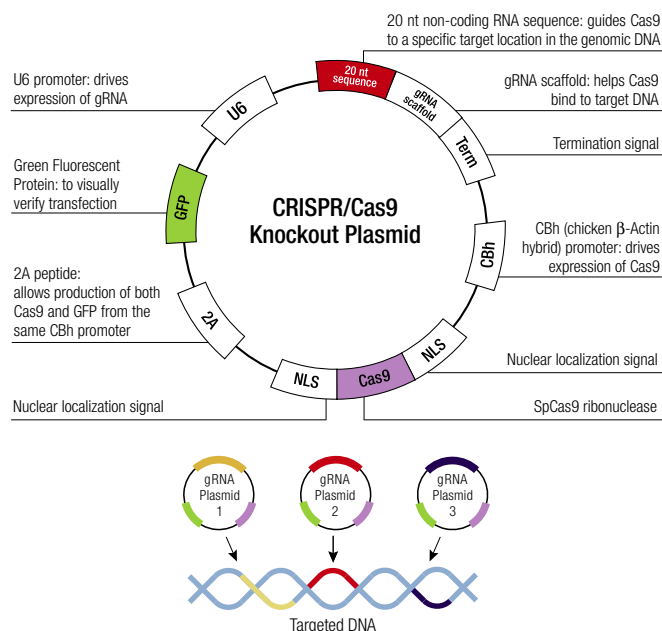 20 nt non-coding RNA sequence: guides Cas9
to a specific target location in the genomic DNA
20 nt
sequence
U6 promoter: drives
expression of gRNA
U6
gRNA
scaffold
gRNA scaffold: helps Cas9
bind to target DNA
Term
Termination signal
Green Fluorescent
Protein: to visually
verify transfection
GFP
CRISPR/Cas9
Knockout Plasmid
CBh
CBh (chicken β-Actin
hybrid) promoter: drives
expression of Cas9
2A peptide:
allows production of both
Cas9 and GFP from the
same CBh promoter
2A
NLS
Cas9
NLS
Nuclear localization signal
Nuclear localization signal
SpCas9 ribonuclease
gRNA
Plasmid
1
gRNA
Plasmid
2
gRNA
Plasmid
3
Targeted DNA